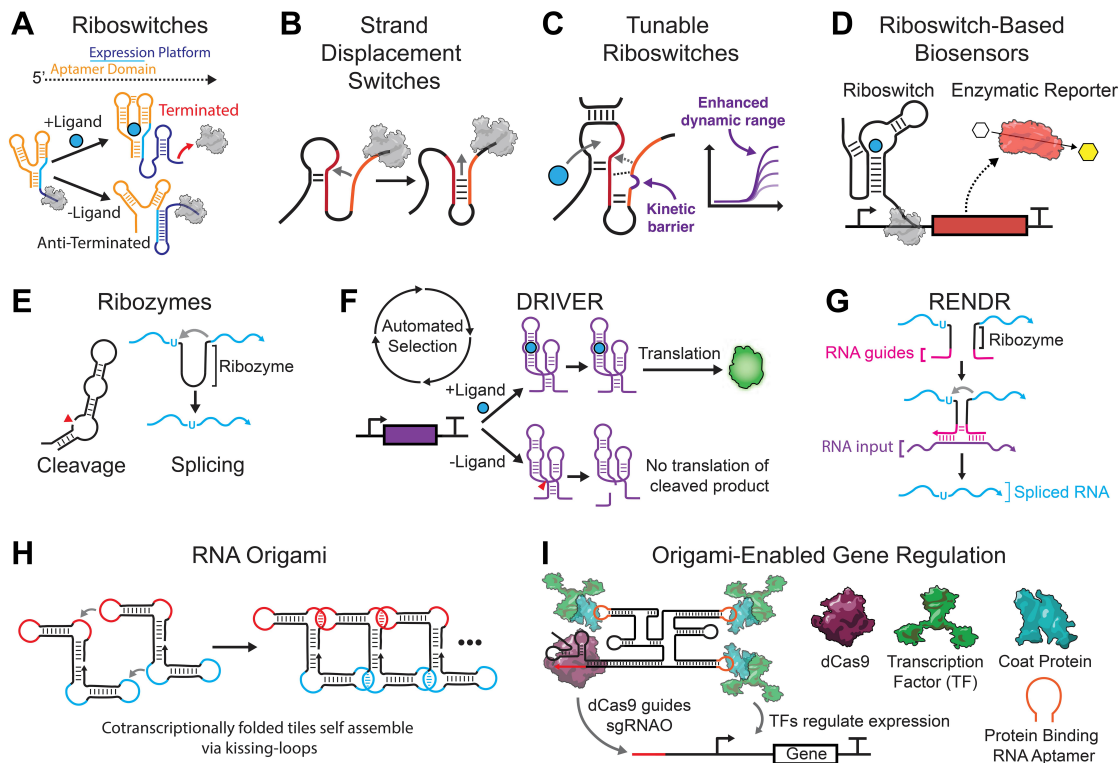 A
Riboswitches
Expression Platform
Aptamer Domain
5'
+Ligand
Terminated
-Ligand
Anti-Terminated
B
Strand
Displacement
Switches
C
Tunable
Riboswitches
Enhanced
dynamic range
Kinetic
barrier
D
Riboswitch-Based
Biosensors
Riboswitch
Enzymatic Reporter
E
Ribozymes
U
Ribozyme
U
Cleavage
Splicing
F
DRIVER
Automated
Selection
+Ligand
Translation
-Ligand
No translation of
cleaved product
G
RENDR
U
Ribozyme
RNA guides
U
RNA input
U
Spliced RNA
H
RNA Origami
Cotranscriptionally folded tiles self assemble
via kissing-loops
I
Origami-Enabled Gene Regulation
dCas9
Transcription
Factor (TF)
Coat Protein
dCas9 guides
sgRNAO
TFs regulate expression
Gene
Protein Binding
RNA Aptamer